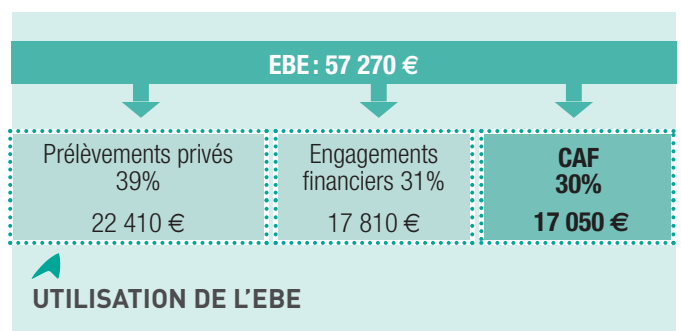 EBE : 57 270 €
Prélèvements privés
39%
22 410 €
Engagements
financiers 31%
17 810 €
CAF
30%
17 050 €
UTILISATION DE L’EBE